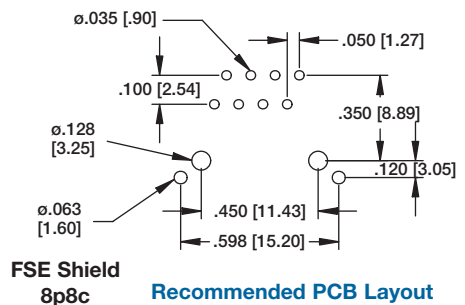 ø.035 [.90]
.050 [1.27]
.100 [2.54]
.350 [8.89]
ø.128
[3.25]
.120 [3.05]
ø.063
[1.60]
.450 [11.43]
.598 [15.20]
FSE Shield
8p8c
Recommended PCB Layout